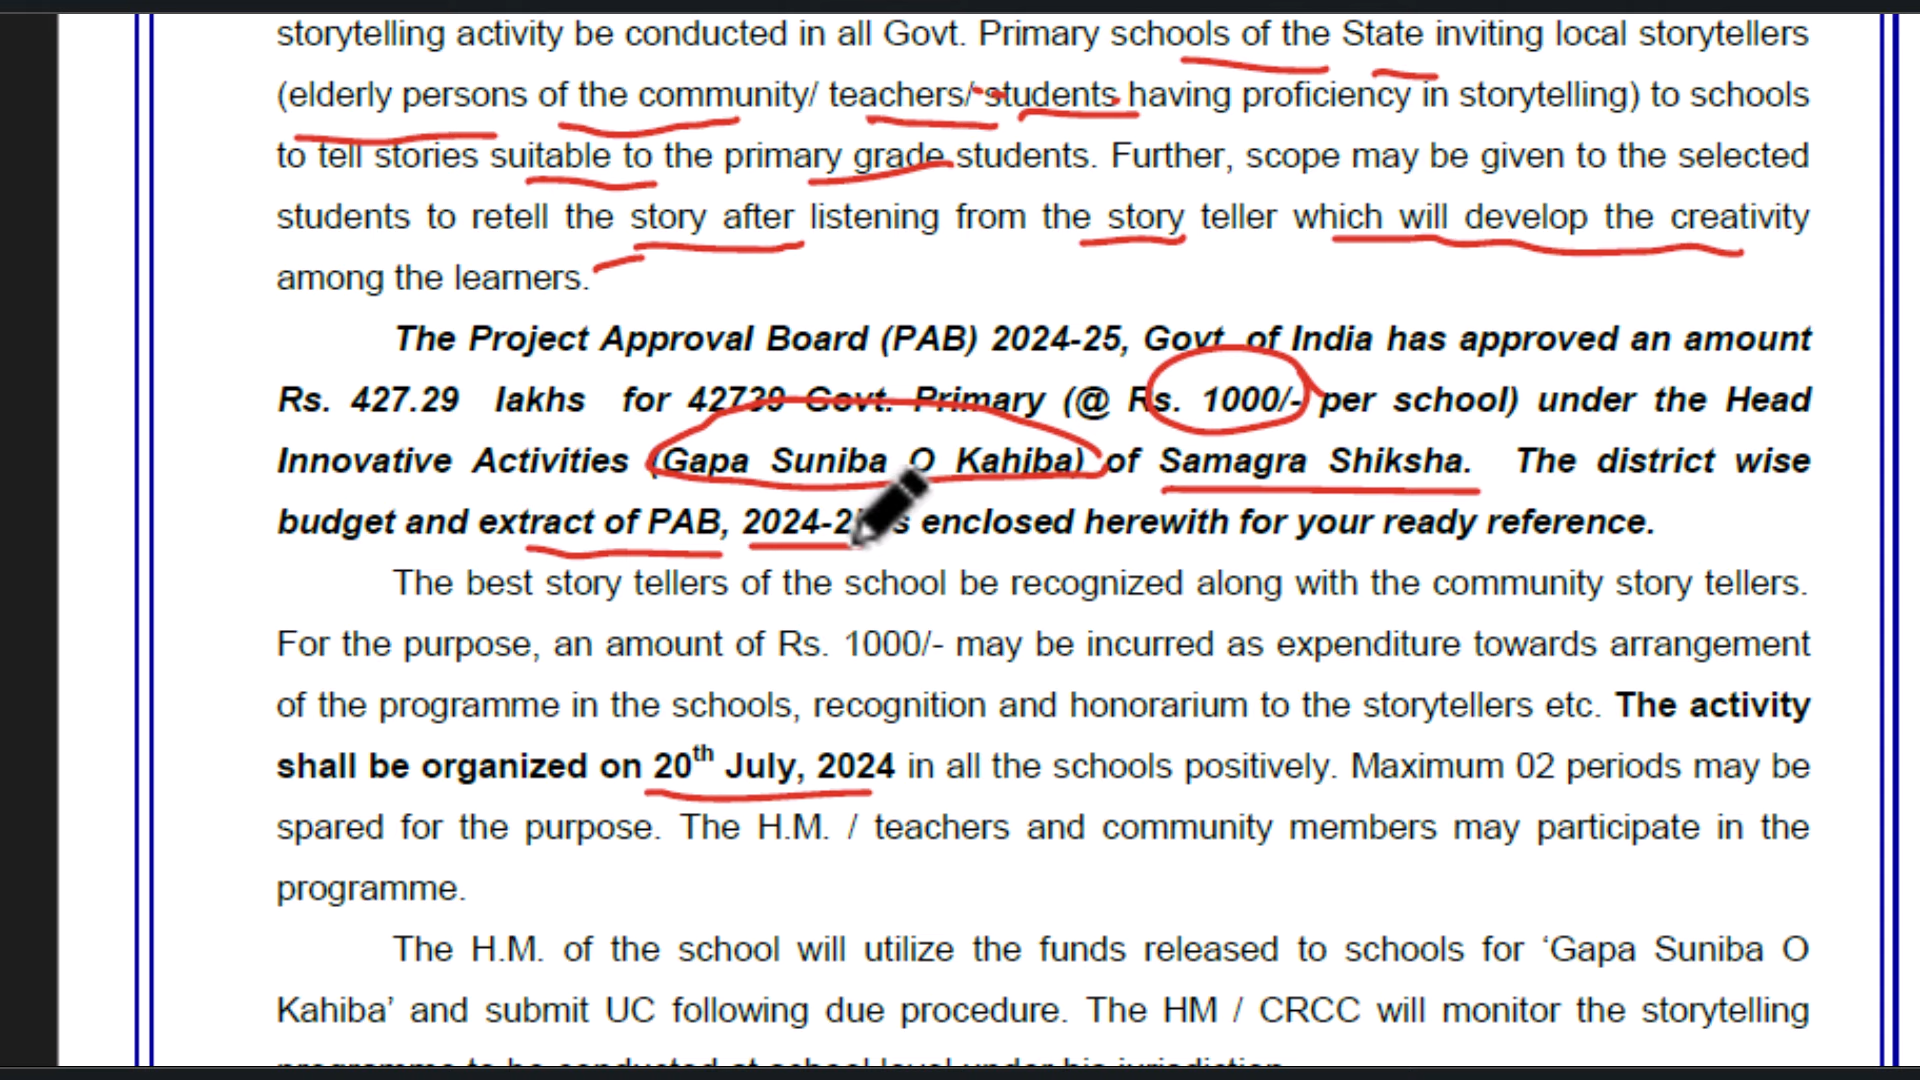 storytelling activity be conducted in all Govt. Primary schools of the State inviting local storytellers
(elderly persons of the community/ teachers/ students having proficiency in storytelling) to schools
to tell stories suitable to the primary grade students. Further, scope may be given to the selected
students to retell the story after listening from the story teller which will develop the creativity
among the learners.
The Project Approval Board (PAB) 2024-25, Govt. of India has approved an amount
Rs. 427.29 lakhs for 42739 Govt. Primary (@ Rs. 1000/- per school) under the Head
Innovative Activities (Gapa Suniba O Kahiba) of Samagra Shiksha. The district wise
budget and extract of PAB, enclosed herewith for your ready reference.
The best story tellers of the school be recognized along with the community story tellers.
For the purpose, an amount of Rs. 1000/- may be incurred as expenditure towards arrangement
of the programme in the schools, recognition and honorarium to the storytellers etc. The activity
shall be organized on 20th July, 2024 in all the schools positively. Maximum 02 periods may be
spared for the purpose. The H.M. / teachers and community members may participate in the
programme.
The H.M. of the school will utilize the funds released to schools for ‘Gapa Suniba O
Kahiba’ and submit UC following due procedure. The HM / CRCC will monitor the storytelling
programme to be conducted at school level under his jurisdiction.